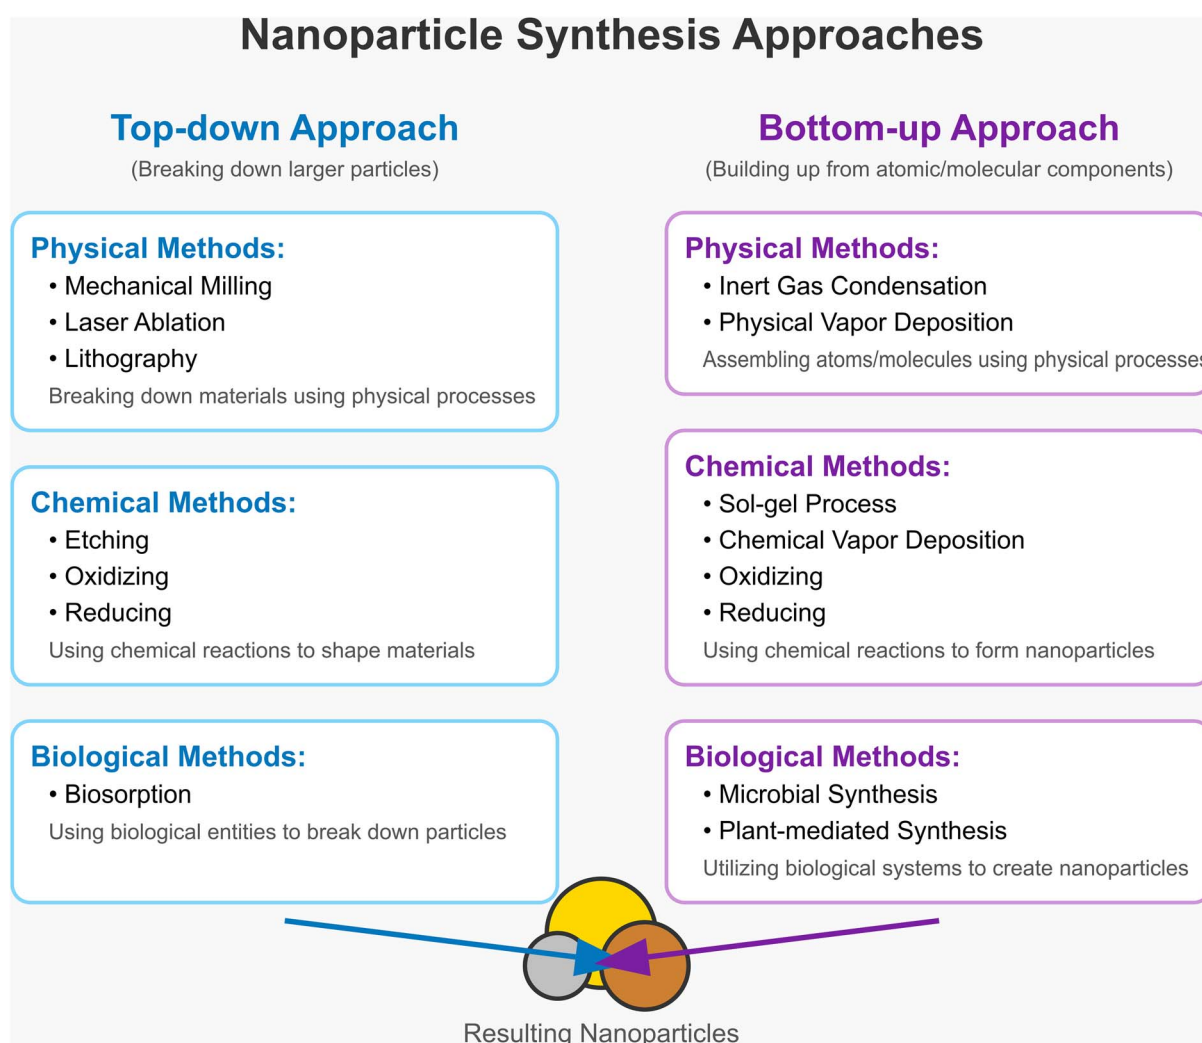 Nanoparticle Synthesis Approaches
Top-down Approach
(Breaking down larger particles)
Physical Methods:
• Mechanical Milling
• Laser Ablation
• Lithography
Breaking down materials using physical processes
Chemical Methods:
• Etching
• Oxidizing
• Reducing
Using chemical reactions to shape materials
Biological Methods:
• Biosorption
Using biological entities to break down particles
Bottom-up Approach
(Building up from atomic/molecular components)
Physical Methods:
• Inert Gas Condensation
• Physical Vapor Deposition
Assembling atoms/molecules using physical processes
Chemical Methods:
• Sol-gel Process
• Chemical Vapor Deposition
• Oxidizing
• Reducing
Using chemical reactions to form nanoparticles
Biological Methods:
• Microbial Synthesis
• Plant-mediated Synthesis
Utilizing biological systems to create nanoparticles
Resulting Nanoparticles